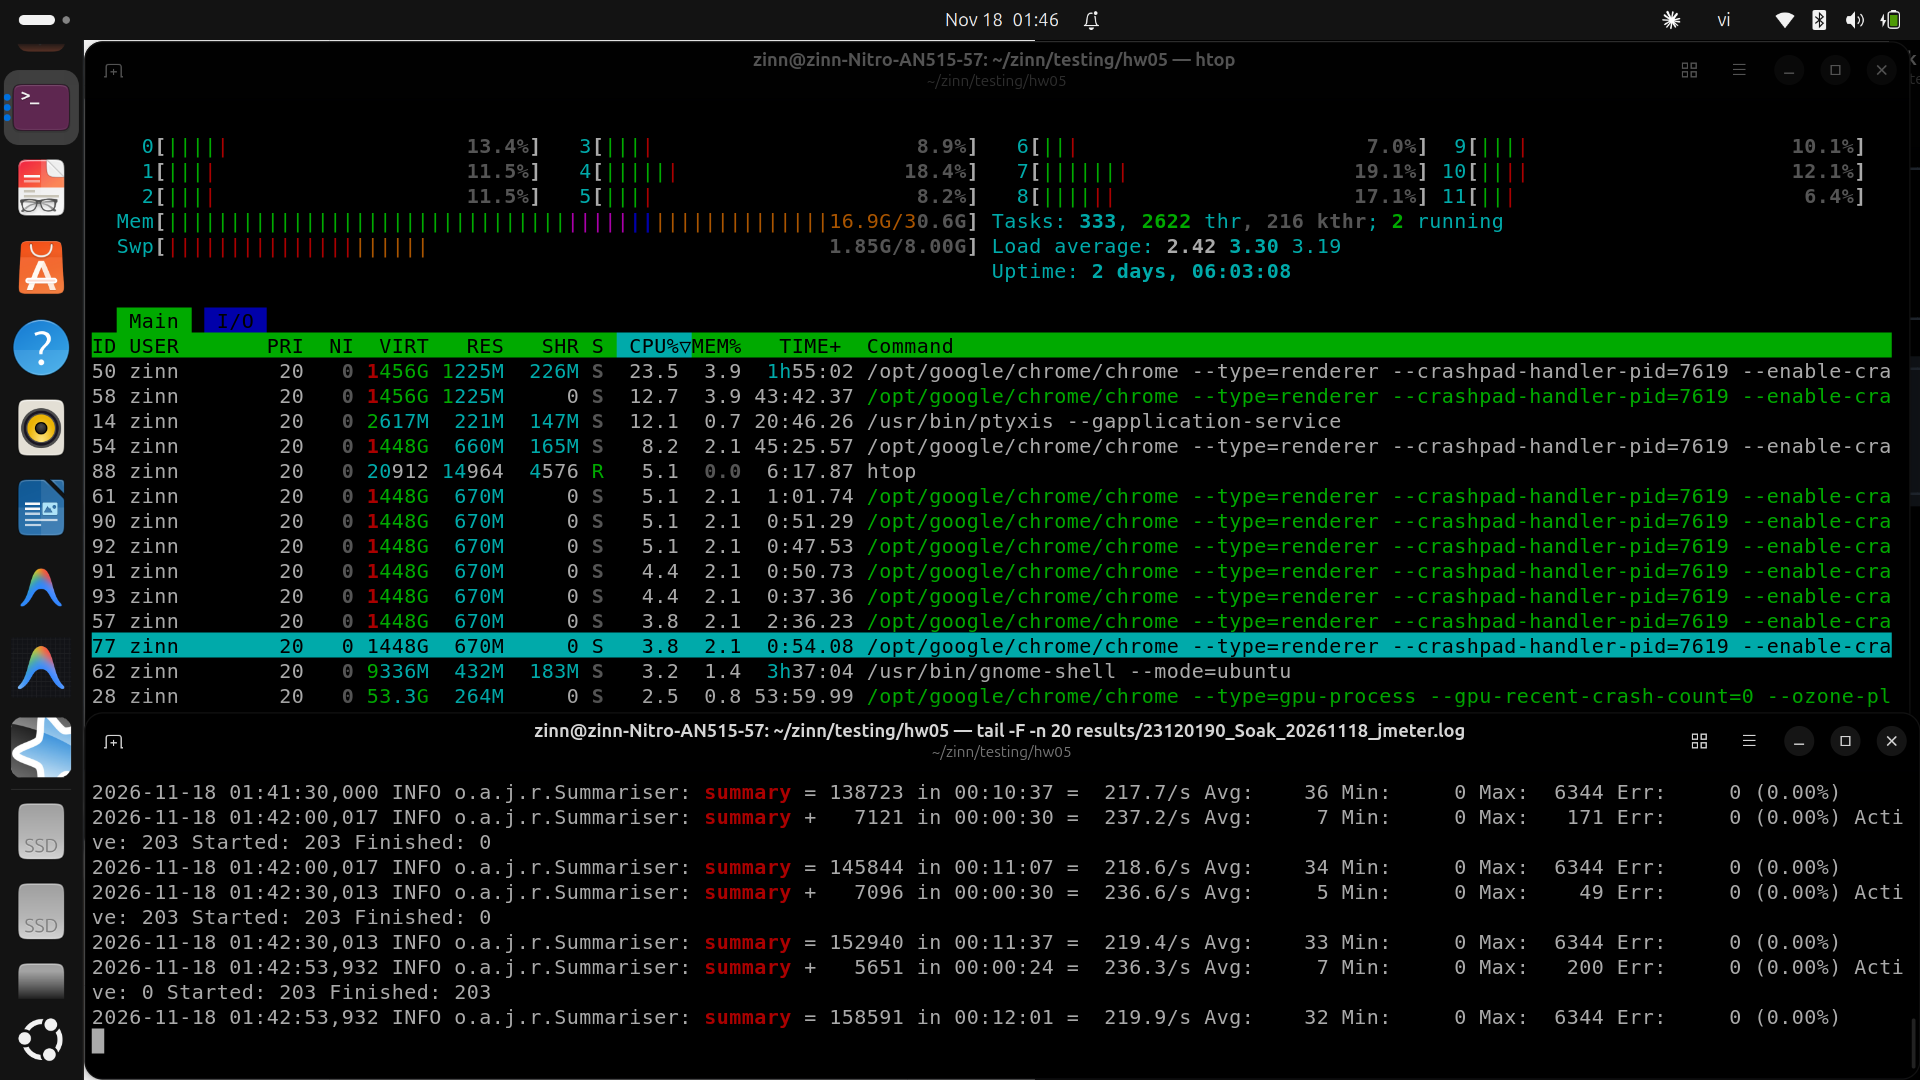 Nov 18 01:46
vi
zinn@zinn-Nitro-AN515-57: ~/zinn/testing/hw05 — htop
~/zinn/testing/hw05
0[||||| 13.4%] 3[|||| 8.9%] 6[||| 7.0%] 9[|||| 10.1%]
1[|||| 11.5%] 4[|||||| 18.4%] 7[||||||| 19.1%] 10[|||| 12.1%]
2[|||| 11.5%] 5[|||| 8.2%] 8[|||||| 17.1%] 11[||| 6.4%]
Mem[|||||||||||||||||||||||||||||||||||||||||||||||||||||16.9G/30.6G] Tasks: 333, 2622 thr, 216 kthr; 2 running
Swp[||||||||||||||||||||| 1.85G/8.00G] Load average: 2.42 3.30 3.19
Uptime: 2 days, 06:03:08
Main I/O
ID USER PRI NI VIRT RES SHR S CPU%▽MEM% TIME+ Command
50 zinn 20 0 1456G 1225M 226M S 23.5 3.9 1h55:02 /opt/google/chrome/chrome --type=renderer --crashpad-handler-pid=7619 --enable-cra
58 zinn 20 0 1456G 1225M 0 S 12.7 3.9 43:42.37 /opt/google/chrome/chrome --type=renderer --crashpad-handler-pid=7619 --enable-cra
14 zinn 20 0 2617M 221M 147M S 12.1 0.7 20:46.26 /usr/bin/ptyxis --gapplication-service
54 zinn 20 0 1448G 660M 165M S 8.2 2.1 45:25.57 /opt/google/chrome/chrome --type=renderer --crashpad-handler-pid=7619 --enable-cra
88 zinn 20 0 20912 14964 4576 R 5.1 0.0 6:17.87 htop
61 zinn 20 0 1448G 670M 0 S 5.1 2.1 1:01.74 /opt/google/chrome/chrome --type=renderer --crashpad-handler-pid=7619 --enable-cra
90 zinn 20 0 1448G 670M 0 S 5.1 2.1 0:51.29 /opt/google/chrome/chrome --type=renderer --crashpad-handler-pid=7619 --enable-cra
92 zinn 20 0 1448G 670M 0 S 5.1 2.1 0:47.53 /opt/google/chrome/chrome --type=renderer --crashpad-handler-pid=7619 --enable-cra
91 zinn 20 0 1448G 670M 0 S 4.4 2.1 0:50.73 /opt/google/chrome/chrome --type=renderer --crashpad-handler-pid=7619 --enable-cra
93 zinn 20 0 1448G 670M 0 S 4.4 2.1 0:37.36 /opt/google/chrome/chrome --type=renderer --crashpad-handler-pid=7619 --enable-cra
57 zinn 20 0 1448G 670M 0 S 3.8 2.1 2:36.23 /opt/google/chrome/chrome --type=renderer --crashpad-handler-pid=7619 --enable-cra
77 zinn 20 0 1448G 670M 0 S 3.8 2.1 0:54.08 /opt/google/chrome/chrome --type=renderer --crashpad-handler-pid=7619 --enable-cra
62 zinn 20 0 9336M 432M 183M S 3.2 1.4 3h37:04 /usr/bin/gnome-shell --mode=ubuntu
28 zinn 20 0 53.3G 264M 0 S 2.5 0.8 53:59.99 /opt/google/chrome/chrome --type=gpu-process --gpu-recent-crash-count=0 --ozone-pl
zinn@zinn-Nitro-AN515-57: ~/zinn/testing/hw05 — tail -F -n 20 results/23120190_Soak_20261118_jmeter.log
~/zinn/testing/hw05
2026-11-18 01:41:30,000 INFO o.a.j.r.Summariser: summary = 138723 in 00:10:37 = 217.7/s Avg: 36 Min: 0 Max: 6344 Err: 0 (0.00%)
2026-11-18 01:42:00,017 INFO o.a.j.r.Summariser: summary + 7121 in 00:00:30 = 237.2/s Avg: 7 Min: 0 Max: 171 Err: 0 (0.00%) Acti
ve: 203 Started: 203 Finished: 0
2026-11-18 01:42:00,017 INFO o.a.j.r.Summariser: summary = 145844 in 00:11:07 = 218.6/s Avg: 34 Min: 0 Max: 6344 Err: 0 (0.00%)
2026-11-18 01:42:30,013 INFO o.a.j.r.Summariser: summary + 7096 in 00:00:30 = 236.6/s Avg: 5 Min: 0 Max: 49 Err: 0 (0.00%) Acti
ve: 203 Started: 203 Finished: 0
2026-11-18 01:42:30,013 INFO o.a.j.r.Summariser: summary = 152940 in 00:11:37 = 219.4/s Avg: 33 Min: 0 Max: 6344 Err: 0 (0.00%)
2026-11-18 01:42:53,932 INFO o.a.j.r.Summariser: summary + 5651 in 00:00:24 = 236.3/s Avg: 7 Min: 0 Max: 200 Err: 0 (0.00%) Acti
ve: 0 Started: 203 Finished: 203
2026-11-18 01:42:53,932 INFO o.a.j.r.Summariser: summary = 158591 in 00:12:01 = 219.9/s Avg: 32 Min: 0 Max: 6344 Err: 0 (0.00%)
SSD
SSD